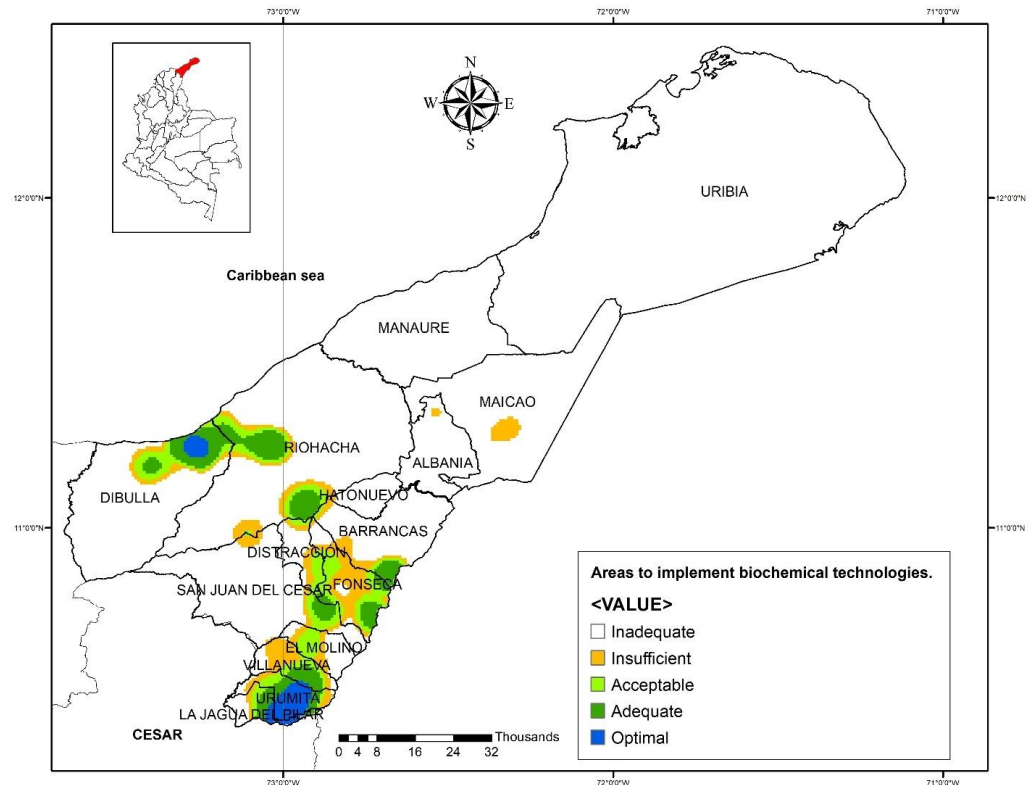 73°0'0"W 72°0'0"W 71°0'0"W
N
W E
S
12°0'0"N 12°0'0"N
URIBIA
Caribbean sea
MANAURE
MAICAO
RIOHACHA
ALBANIA
DIBULLA
HATONUEVO
11°0'0"N 11°0'0"N
BARRANCAS
DISTRACCIÓN
FONSECA
SAN JUAN DEL CESAR
EL MOLINO
VILLANUEVA
URUMITA
LA JAGUA DEL PILAR
CESAR
Thousands
0 2 4 8 16 24 32
Areas to implement biochemical technologies.
<VALUE>
Inadequate
Insufficient
Acceptable
Adequate
Optimal
73°0'0"W 72°0'0"W 71°0'0"W